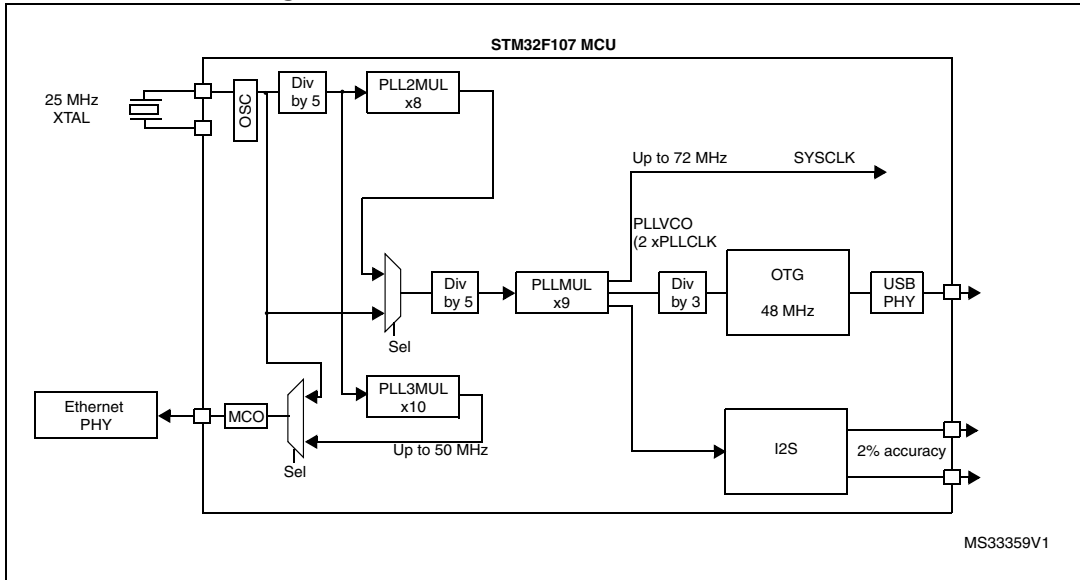 STM32F107 MCU
25 MHz
XTAL
OSC
Div
by 5
PLL2MUL
x8
Up to 72 MHz
SYSCLK
PLLVCO
(2 xPLLCLK
Div
by 5
PLLMUL
x9
Div
by 3
OTG
48 MHz
USB
PHY
Sel
Ethernet
PHY
MCO
PLL3MUL
x10
Up to 50 MHz
Sel
I2S
2% accuracy
MS33359V1